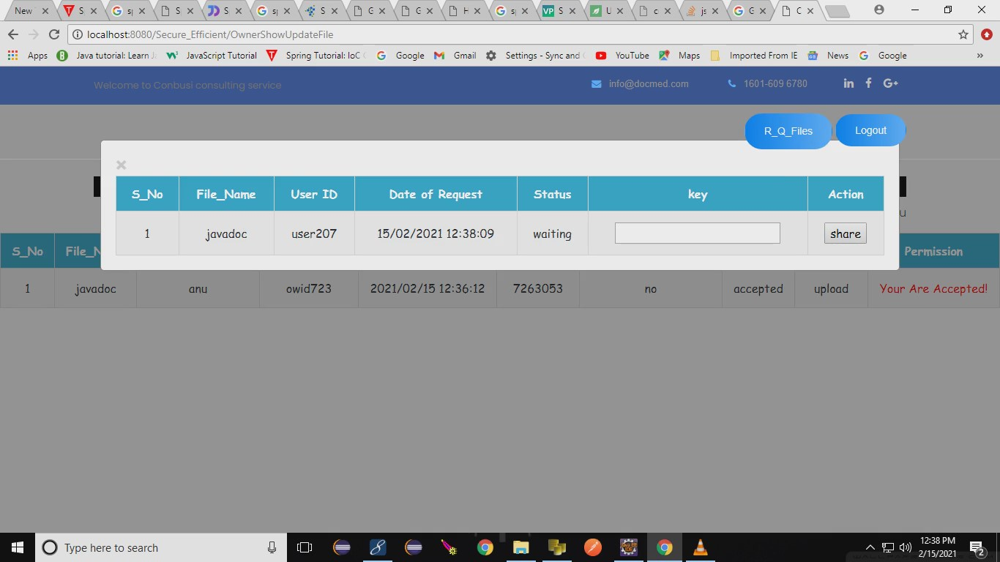 New
S
sp
S
S
sp
S
G
G
H
sp
S
U
c
js
G
C
localhost:8080/Secure_Efficient/OwnerShowUpdateFile
Apps Java tutorial: Learn Ja JavaScript Tutorial Spring Tutorial: IoC Google Gmail Settings - Sync and YouTube Maps Imported From IE News Google »
Welcome to Conbusi consulting service info@docmed.com 1601-609 6780 in f G+
R_Q_Files Logout
×
S_No File_Name User ID Date of Request Status key Action
1 javadoc user207 15/02/2021 12:38:09 waiting share
S_No File_N Permission
1 javadoc anu owid723 2021/02/15 12:36:12 7263053 no accepted upload Your Are Accepted!
Type here to search
12:38 PM
2/15/2021
2